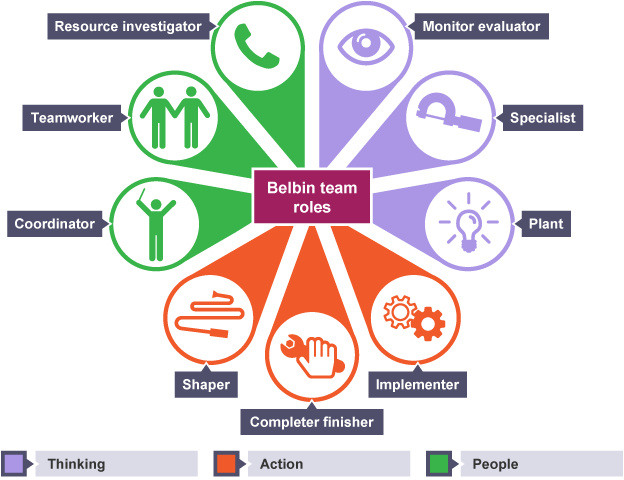 Resource investigator
Monitor evaluator
Teamworker
Specialist
Belbin team
roles
Coordinator
Plant
Shaper
Implementer
Completer finisher
Thinking
Action
People